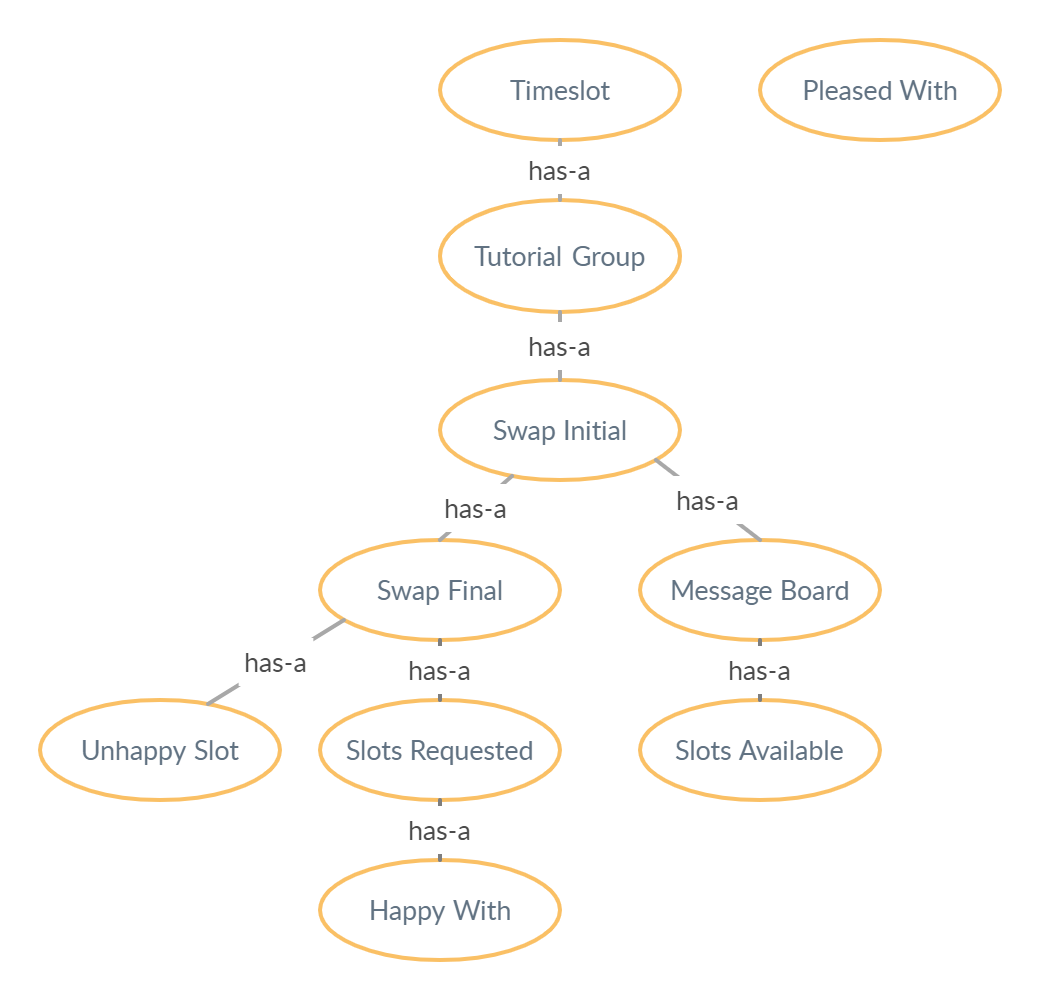 Timeslot
Pleased With
has-a
Tutorial Group
has-a
Swap Initial
has-a
has-a
Swap Final
Message Board
has-a
has-a
has-a
Unhappy Slot
Slots Requested
Slots Available
has-a
Happy With